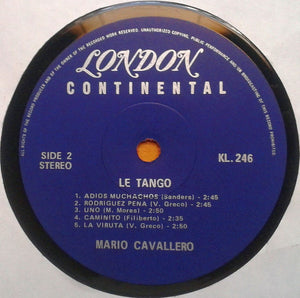 LONDON
CONTINENTAL
SIDE 2
STEREO
KL. 246
LE TANGO
1. ADIOS MUCHACHOS (Sanders) - 2:45
2. RODRIGUEZ PENA (V. Greco) - 2:45
3. UNO (M. Mores) - 2:50
4. CAMINITO (Filiberto) - 2:35
5. LA VIRUTA (V. Greco) - 2:50
MARIO CAVALLERO